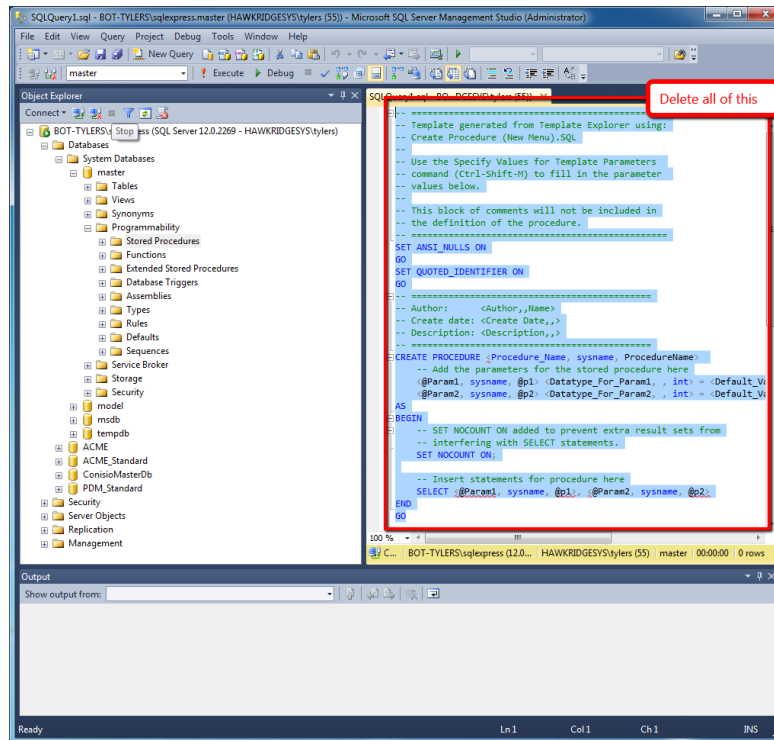 SQLQuery1.sql - BOT-TYLERS\sqlexpress.master (HAWKRIDGESYS\tylers (55)) - Microsoft SQL Server Management Studio (Administrator)
File Edit View Query Project Debug Tools Window Help
New Query
master Execute Debug
Object Explorer
Connect
BOT-TYLERS\s Stop ess (SQL Server 12.0.2269 - HAWKRIDGESYS\tylers)
Databases
System Databases
master
Tables
Views
Synonyms
Programmability
Stored Procedures
Functions
Extended Stored Procedures
Database Triggers
Assemblies
Types
Rules
Defaults
Sequences
Service Broker
Storage
Security
model
msdb
tempdb
ACME
ACME_Standard
ConisioMasterDb
PDM_Standard
Security
Server Objects
Replication
Management
SQLQuery1.sql - BO...DGESYS\tylers (55))
Delete all of this
-- =============================================
-- Template generated from Template Explorer using:
-- Create Procedure (New Menu).SQL
--
-- Use the Specify Values for Template Parameters
-- command (Ctrl-Shift-M) to fill in the parameter
-- values below.
--
-- This block of comments will not be included in
-- the definition of the procedure.
-- ================================================
SET ANSI_NULLS ON
GO
SET QUOTED_IDENTIFIER ON
GO
-- =============================================
-- Author: <Author,,Name>
-- Create date: <Create Date,,>
-- Description: <Description,,>
-- =============================================
CREATE PROCEDURE <Procedure_Name, sysname, ProcedureName>
-- Add the parameters for the stored procedure here
<@Param1, sysname, @p1> <Datatype_For_Param1, , int> = <Default_Va
<@Param2, sysname, @p2> <Datatype_For_Param2, , int> = <Default_Va
AS
BEGIN
-- SET NOCOUNT ON added to prevent extra result sets from
-- interfering with SELECT statements.
SET NOCOUNT ON;
-- Insert statements for procedure here
SELECT <@Param1, sysname, @p1>, <@Param2, sysname, @p2>
END
GO
100 %
C... BOT-TYLERS\sqlexpress (12.0... HAWKRIDGESYS\tylers (55) master 00:00:00 0 rows
Output
Show output from:
Ready Ln 1 Col 1 Ch 1 INS